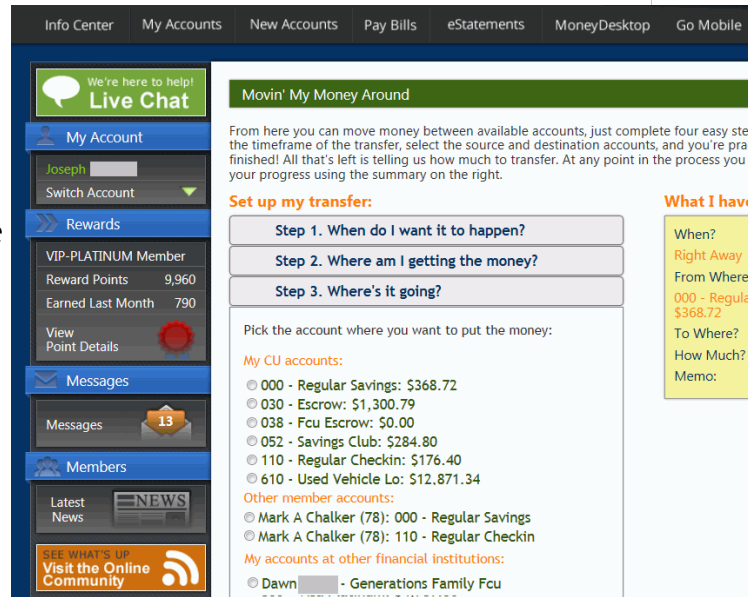 Info Center My Accounts New Accounts Pay Bills eStatements MoneyDesktop Go Mobile
We're here to help!
Live Chat
My Account
Joseph
Switch Account
Rewards
VIP-PLATINUM Member
Reward Points 9,960
Earned Last Month 790
View
Point Details
Messages
Messages 13
Members
Latest
News
NEWS
SEE WHAT'S UP
Visit the Online
Community
Movin' My Money Around
From here you can move money between available accounts, just complete four easy ste
the timeframe of the transfer, select the source and destination accounts, and you're pra
finished! All that's left is telling us how much to transfer. At any point in the process you
your progress using the summary on the right.
Set up my transfer:
Step 1. When do I want it to happen?
Step 2. Where am I getting the money?
Step 3. Where's it going?
Pick the account where you want to put the money:
My CU accounts:
000 - Regular Savings: $368.72
030 - Escrow: $1,300.79
038 - Fcu Escrow: $0.00
052 - Savings Club: $284.80
110 - Regular Checkin: $176.40
610 - Used Vehicle Lo: $12,871.34
Other member accounts:
Mark A Chalker (78): 000 - Regular Savings
Mark A Chalker (78): 110 - Regular Checkin
My accounts at other financial institutions:
Dawn - Generations Family Fcu
What I hav
When?
Right Away
From Where
000 - Regula
$368.72
To Where?
How Much?
Memo: